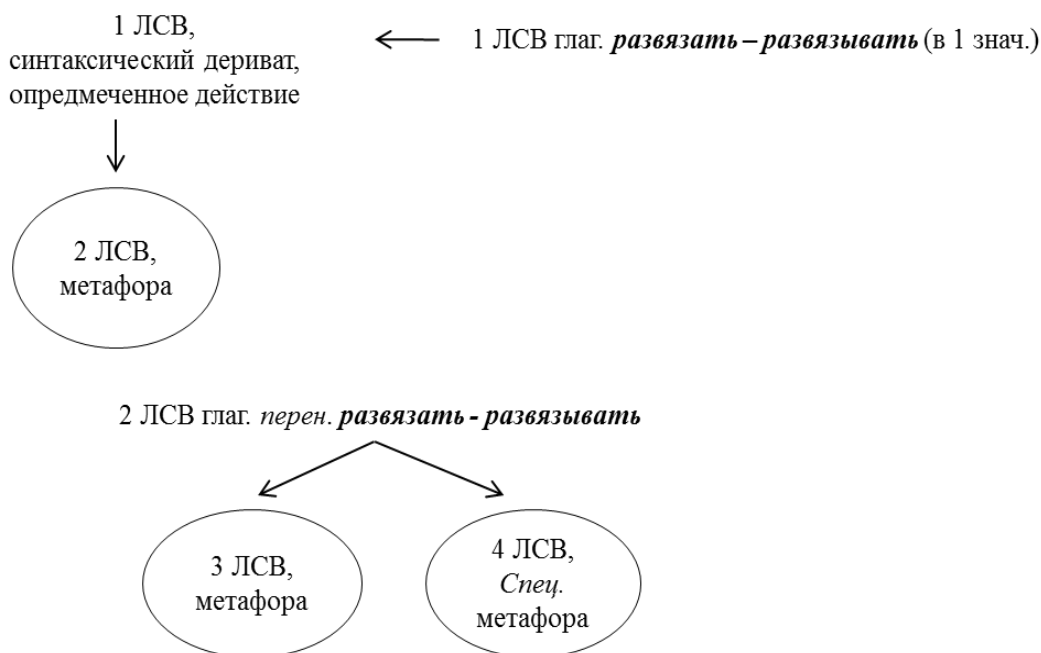 1 ЛСВ,
синтаксический дериват,
опредмеченное действие
1 ЛСВ глаг. развязать – развязывать (в 1 знач.)
2 ЛСВ,
метафора
2 ЛСВ глаг. перен. развязать - развязывать
3 ЛСВ,
метафора
4 ЛСВ,
Спец.
метафора